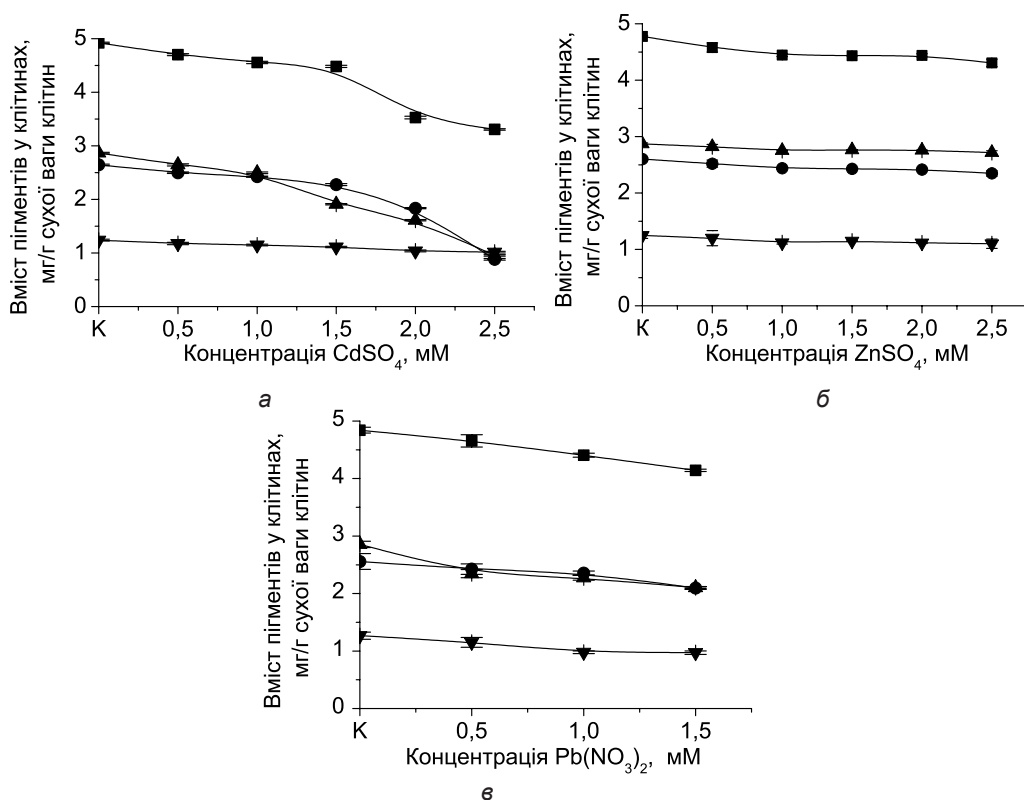 Вміст пігментів у клітинах,
мг/г сухої ваги клітин
5
4
3
2
1
0
К 0,5 1,0 1,5 2,0 2,5
Концентрація CdSO4, мМ
а
Вміст пігментів у клітинах,
мг/г сухої ваги клітин
5
4
3
2
1
0
К 0,5 1,0 1,5 2,0 2,5
Концентрація ZnSO4, мМ
б
Вміст пігментів у клітинах,
мг/г сухої ваги клітин
5
4
3
2
1
0
К 0,5 1,0 1,5
Концентрація Pb(NO3)2, мМ
в